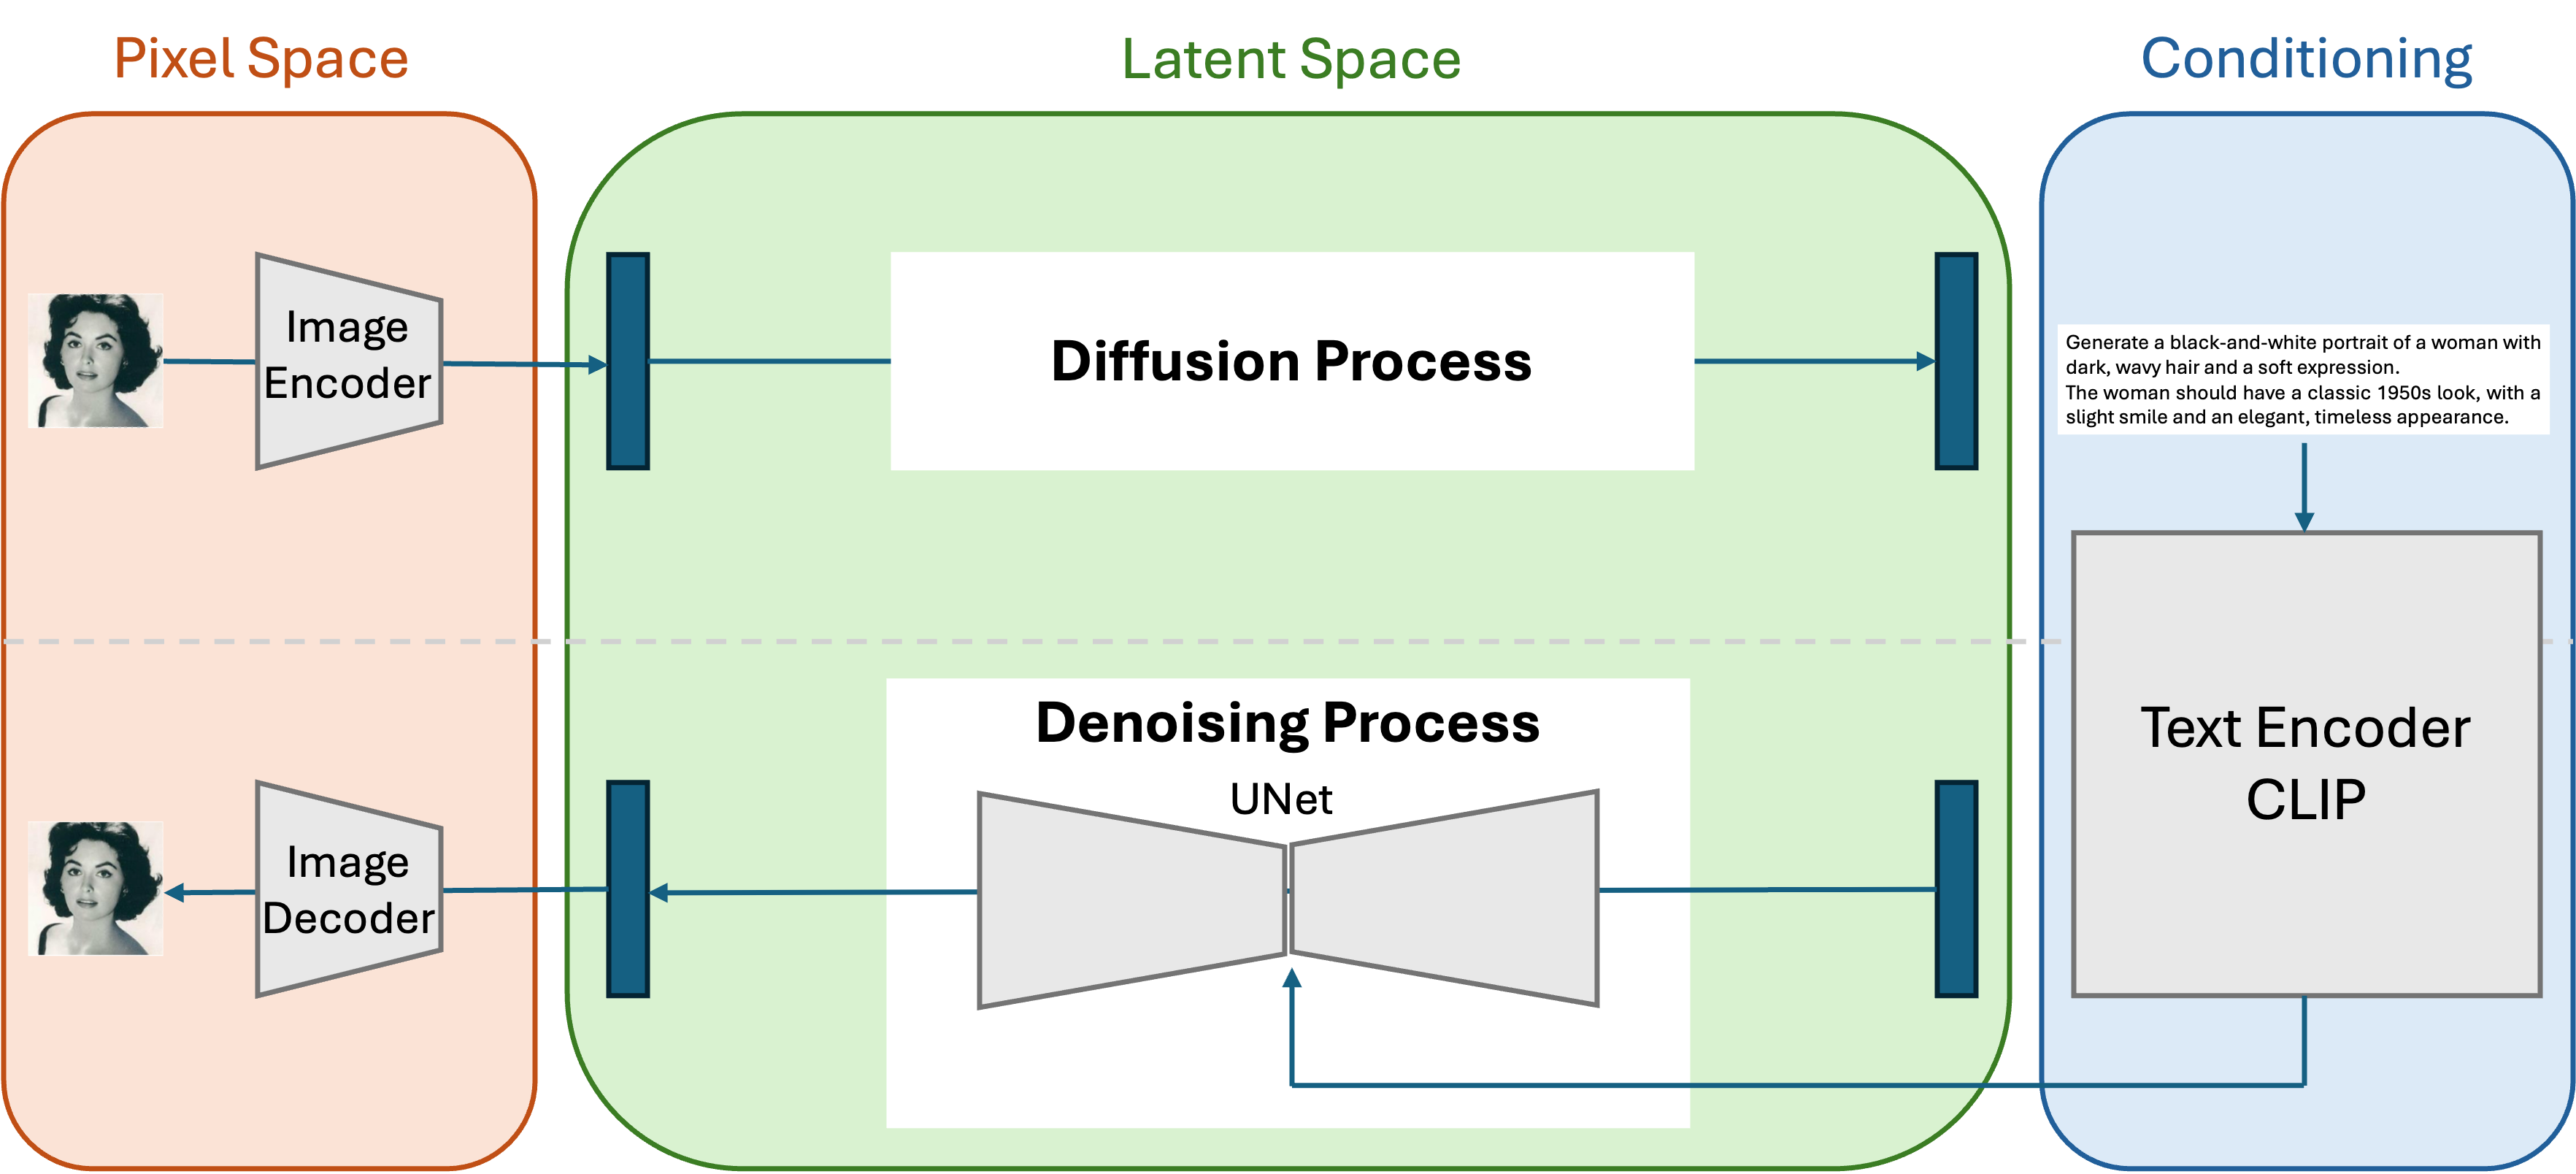 Pixel Space
Latent Space
Conditioning
Image
Encoder
Diffusion Process
Generate a black-and-white portrait of a woman with
dark, wavy hair and a soft expression.
The woman should have a classic 1950s look, with a
slight smile and an elegant, timeless appearance.
Denoising Process
UNet
Image
Decoder
Text Encoder
CLIP